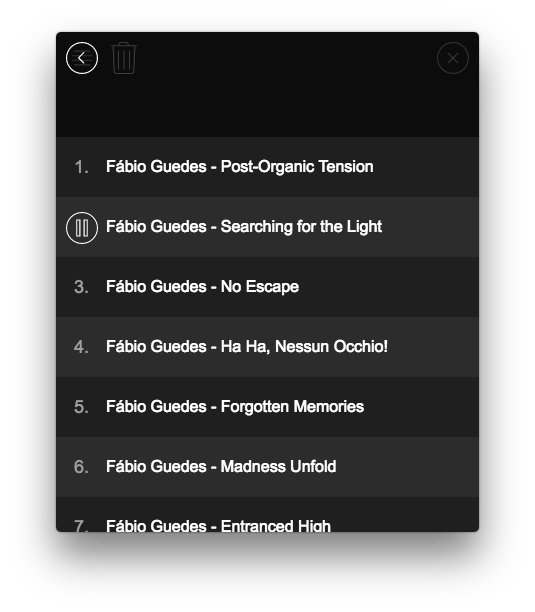 1. Fábio Guedes - Post-Organic Tension
Fábio Guedes - Searching for the Light
3. Fábio Guedes - No Escape
4. Fábio Guedes - Ha Ha, Nessun Occhio!
5. Fábio Guedes - Forgotten Memories
6. Fábio Guedes - Madness Unfold
7. Fábio Guedes - Entranced High